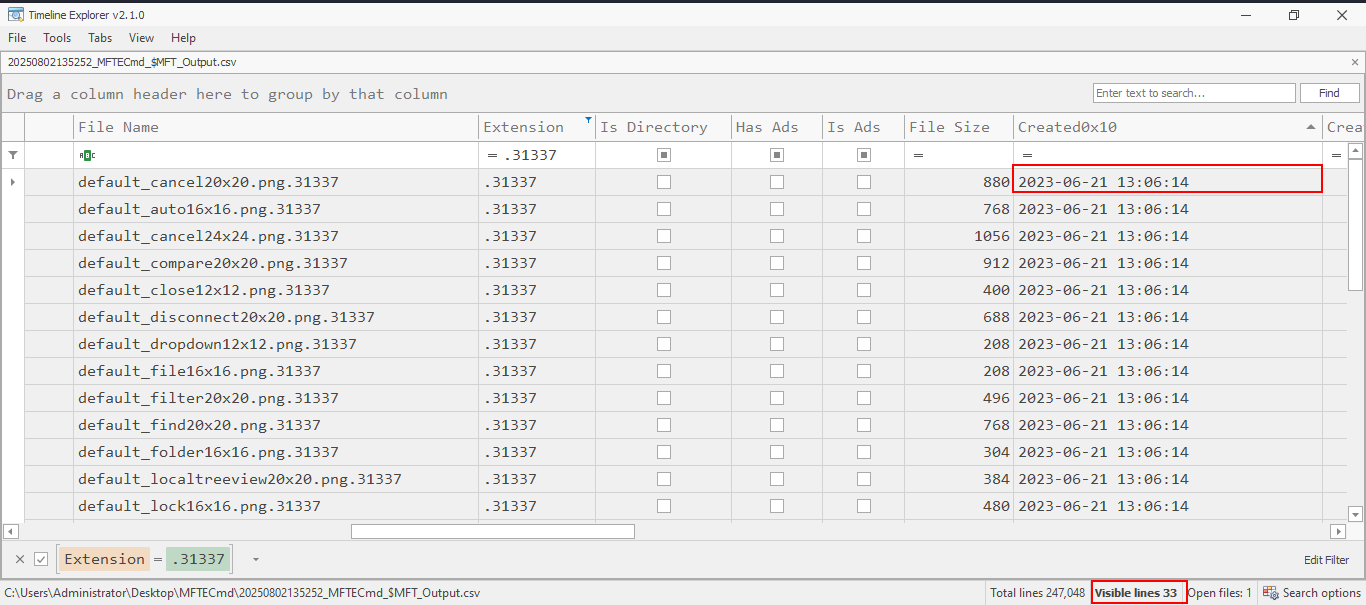 Timeline Explorer v2.1.0
File Tools Tabs View Help
20250802135252_MFTECmd_$MFT_Output.csv
Drag a column header here to group by that column Enter text to search... Find
File Name Extension Is Directory Has Ads Is Ads File Size Created0x10 Crea
ABC = .31337 = = =
default_cancel20x20.png.31337 .31337 880 2023-06-21 13:06:14
default_auto16x16.png.31337 .31337 768 2023-06-21 13:06:14
default_cancel24x24.png.31337 .31337 1056 2023-06-21 13:06:14
default_compare20x20.png.31337 .31337 912 2023-06-21 13:06:14
default_close12x12.png.31337 .31337 400 2023-06-21 13:06:14
default_disconnect20x20.png.31337 .31337 688 2023-06-21 13:06:14
default_dropdown12x12.png.31337 .31337 208 2023-06-21 13:06:14
default_file16x16.png.31337 .31337 208 2023-06-21 13:06:14
default_filter20x20.png.31337 .31337 496 2023-06-21 13:06:14
default_find20x20.png.31337 .31337 768 2023-06-21 13:06:14
default_folder16x16.png.31337 .31337 304 2023-06-21 13:06:14
default_localtreeview20x20.png.31337 .31337 384 2023-06-21 13:06:14
default_lock16x16.png.31337 .31337 480 2023-06-21 13:06:14
Extension = .31337 Edit Filter
C:\Users\Administrator\Desktop\MFTECmd\20250802135252_MFTECmd_$MFT_Output.csv Total lines 247,048 Visible lines 33 Open files: 1 Search options